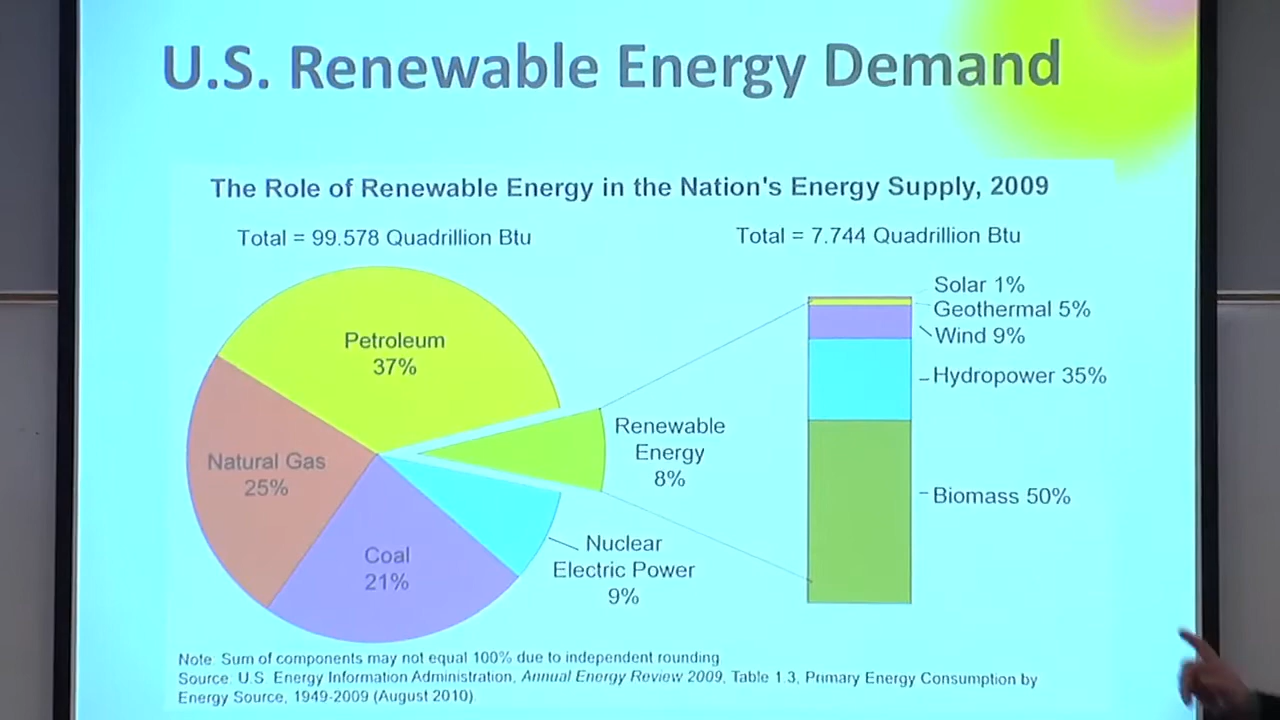 U.S. Renewable Energy Demand
The Role of Renewable Energy in the Nation's Energy Supply, 2009
Total = 99.578 Quadrillion Btu
Total = 7.744 Quadrillion Btu
Petroleum
37%
Natural Gas
25%
Coal
21%
Renewable
Energy
8%
Nuclear
Electric Power
9%
Solar 1%
Geothermal 5%
Wind 9%
Hydropower 35%
Biomass 50%
Note: Sum of components may not equal 100% due to independent rounding
Source: U.S. Energy Information Administration, Annual Energy Review 2009, Table 1.3, Primary Energy Consumption by
Energy Source, 1949-2009 (August 2010)